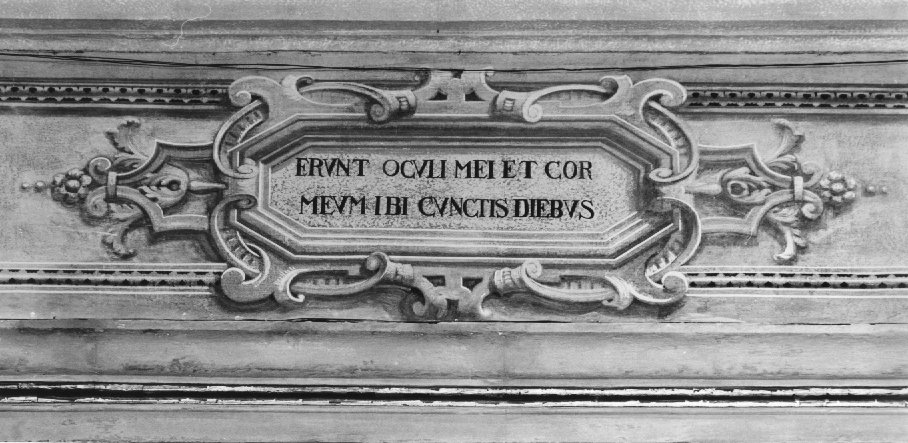 ERVNT OCVLI MEI ET COR
MEVM IBI CVNCTIS DIEBVS